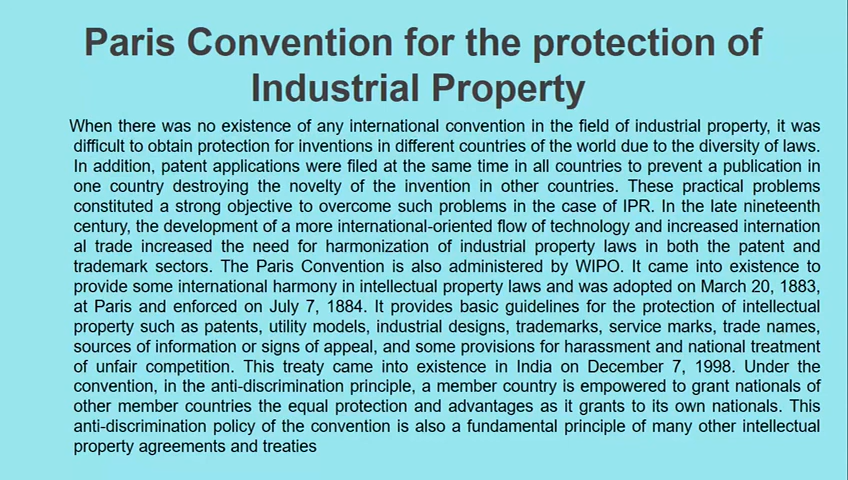 Paris Convention for the protection of
Industrial Property
When there was no existence of any international convention in the field of industrial property, it was
difficult to obtain protection for inventions in different countries of the world due to the diversity of laws.
In addition, patent applications were filed at the same time in all countries to prevent a publication in
one country destroying the novelty of the invention in other countries. These practical problems
constituted a strong objective to overcome such problems in the case of IPR. In the late nineteenth
century, the development of a more international-oriented flow of technology and increased internation
al trade increased the need for harmonization of industrial property laws in both the patent and
trademark sectors. The Paris Convention is also administered by WIPO. It came into existence to
provide some international harmony in intellectual property laws and was adopted on March 20, 1883,
at Paris and enforced on July 7, 1884. It provides basic guidelines for the protection of intellectual
property such as patents, utility models, industrial designs, trademarks, service marks, trade names,
sources of information or signs of appeal, and some provisions for harassment and national treatment
of unfair competition. This treaty came into existence in India on December 7, 1998. Under the
convention, in the anti-discrimination principle, a member country is empowered to grant nationals of
other member countries the equal protection and advantages as it grants to its own nationals. This
anti-discrimination policy of the convention is also a fundamental principle of many other intellectual
property agreements and treaties